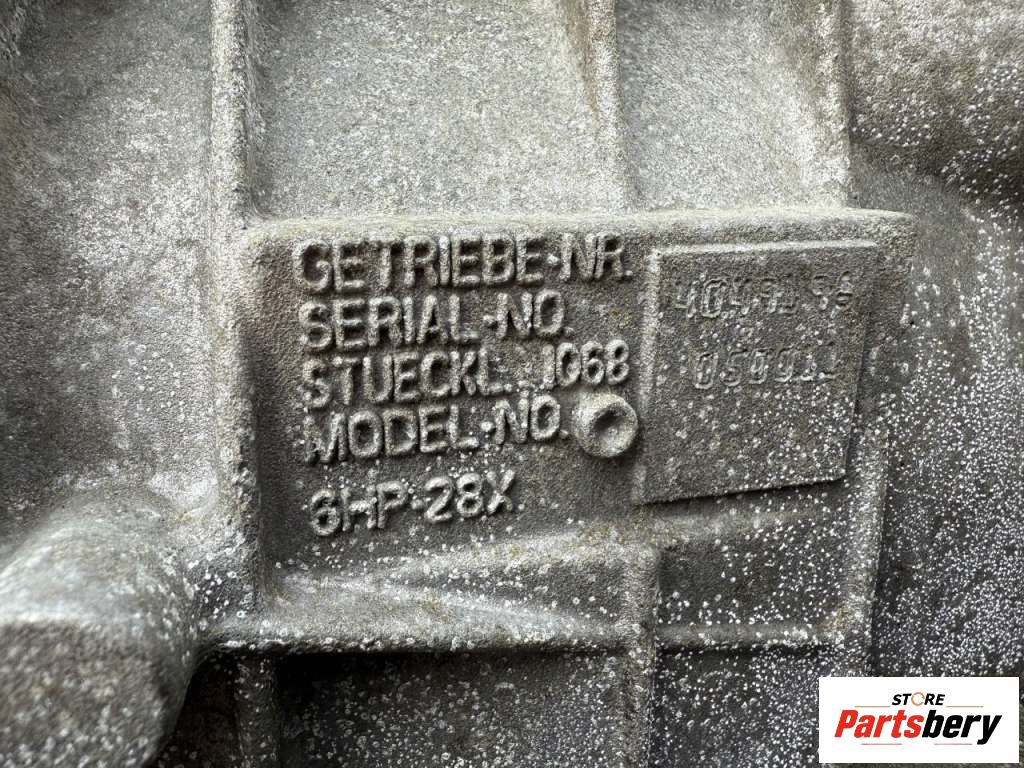 GETRIEBE-NR.
SERIAL-NO.
STUECKL. 1068
MODEL-NO.
6HP-28X
STORE
Partsbery